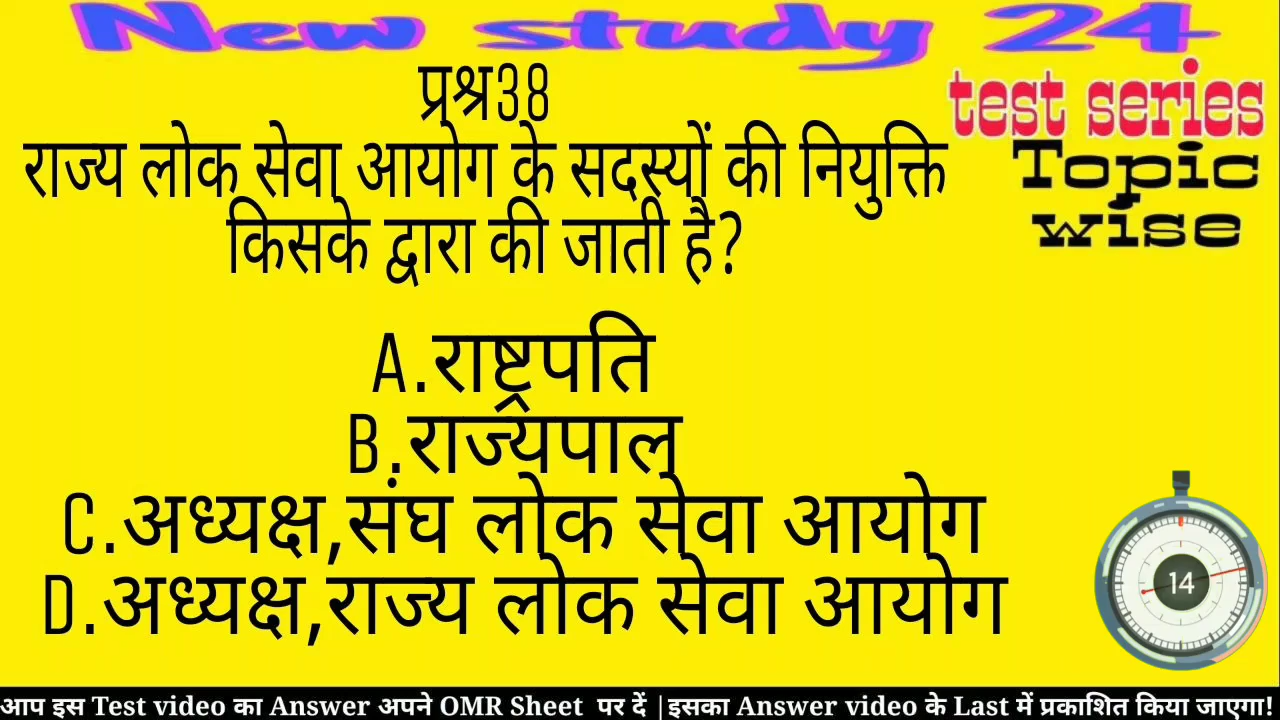 New study 24
test series
Topic
wise
प्रश्न38
राज्य लोक सेवा आयोग के सदस्यों की नियुक्ति
किसके द्वारा की जाती है?
A.राष्ट्रपति
B.राज्यपाल
C.अध्यक्ष,संघ लोक सेवा आयोग
D.अध्यक्ष,राज्य लोक सेवा आयोग
14
आप इस Test video का Answer अपने OMR Sheet पर दें |इसका Answer video के Last में प्रकाशित किया जाएगा!